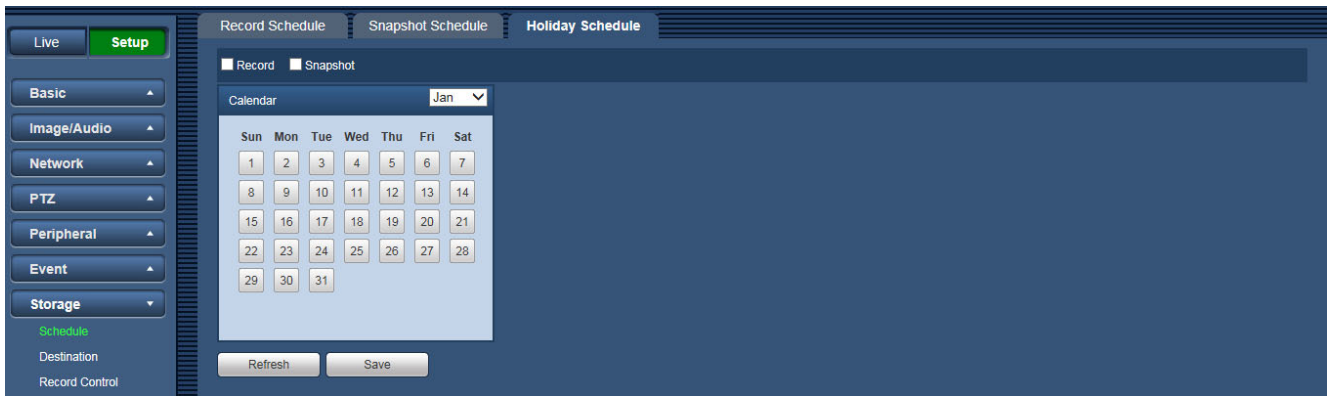 Live Setup
Basic
Image/Audio
Network
PTZ
Peripheral
Event
Storage
Schedule
Destination
Record Control
Record Schedule Snapshot Schedule Holiday Schedule
Record Snapshot
Calendar Jan
Sun Mon Tue Wed Thu Fri Sat
1 2 3 4 5 6 7
8 9 10 11 12 13 14
15 16 17 18 19 20 21
22 23 24 25 26 27 28
29 30 31
Refresh Save